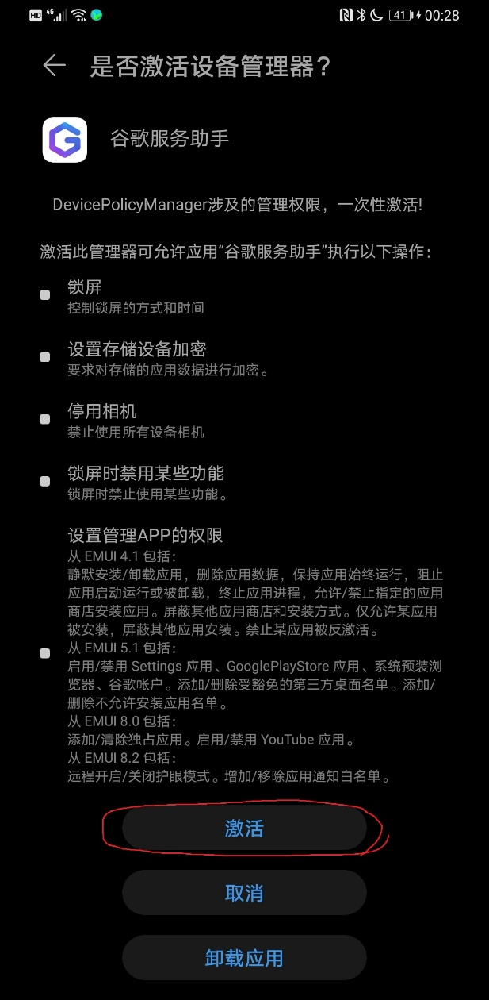 HD 4G 41 00:28
是否激活设备管理器？
谷歌服务助手
DevicePolicyManager涉及的管理权限，一次性激活!
激活此管理器可允许应用“谷歌服务助手”执行以下操作：
锁屏
控制锁屏的方式和时间
设置存储设备加密
要求对存储的应用数据进行加密。
停用相机
禁止使用所有设备相机
锁屏时禁用某些功能
锁屏时禁止使用某些功能。
设置管理APP的权限
从 EMUI 4.1 包括：
静默安装/卸载应用，删除应用数据，保持应用始终运行，阻止
应用启动运行或被卸载，终止应用进程，允许/禁止指定的应用
商店安装应用。屏蔽其他应用商店和安装方式。仅允许某应用
被安装，屏蔽其他应用安装。禁止某应用被反激活。
从 EMUI 5.1 包括：
启用/禁用 Settings 应用、GooglePlayStore 应用、系统预装浏
览器、谷歌帐户。添加/删除受豁免的第三方桌面名单。添加/
删除不允许安装应用名单。
从 EMUI 8.0 包括：
添加/清除独占应用。启用/禁用 YouTube 应用。
从 EMUI 8.2 包括：
远程开启/关闭护眼模式。增加/移除应用通知白名单。
激活
取消
卸载应用